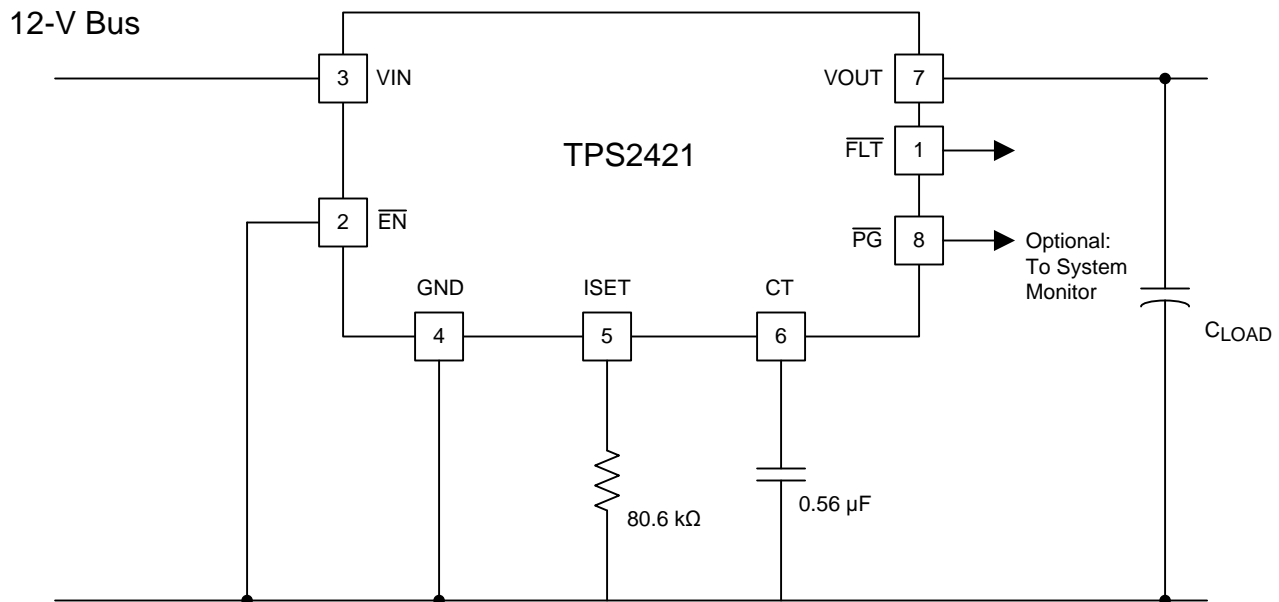 12-V Bus
3
VIN
VOUT
7
TPS2421
FLT
1
2
EN
PG
8
Optional:
To System
Monitor
GND
ISET
CT
4
5
6
CLOAD
80.6 kΩ
0.56 µF